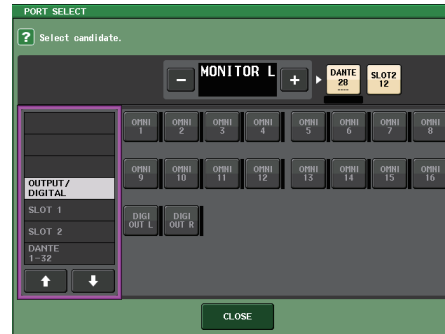 PORT SELECT
? Select candidate.
− MONITOR L + DANTE 28 ---- SLOT2 12
OMNI 1 OMNI 2 OMNI 3 OMNI 4 OMNI 5 OMNI 6 OMNI 7 OMNI 8
OMNI 9 OMNI 10 OMNI 11 OMNI 12 OMNI 13 OMNI 14 OMNI 15 OMNI 16
DIGI OUT L DIGI OUT R
OUTPUT/
DIGITAL
SLOT 1
SLOT 2
DANTE
1-32
CLOSE